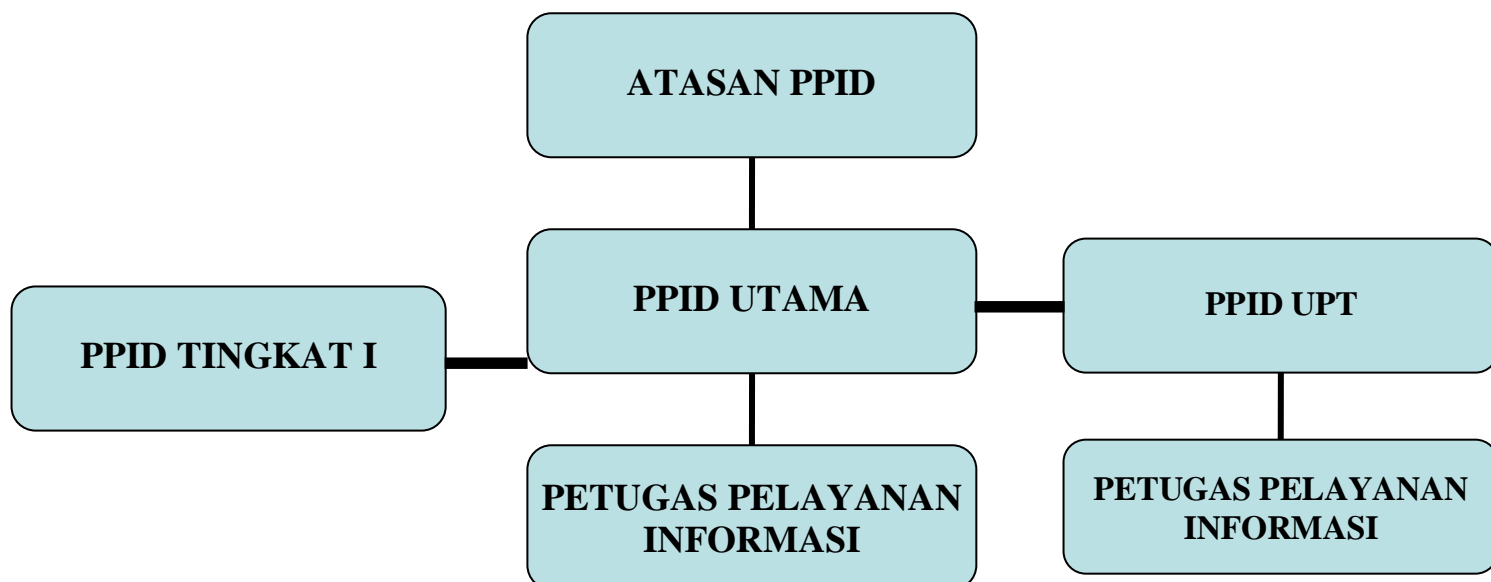 ATASAN PPID
PPID UTAMA
PPID UPT
PPID TINGKAT I
PETUGAS PELAYANAN
INFORMASI
PETUGAS PELAYANAN
INFORMASI